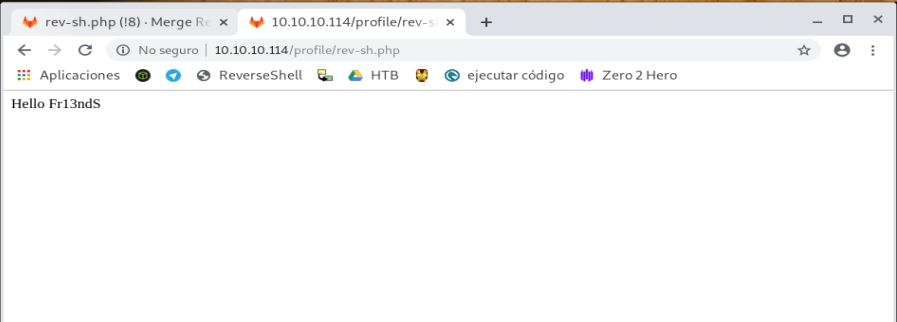 rev-sh.php (!8) · Merge Re
10.10.10.114/profile/rev-s
No seguro | 10.10.10.114/profile/rev-sh.php
Aplicaciones ReverseShell HTB ejecutar código Zero 2 Hero
Hello Fr13ndS